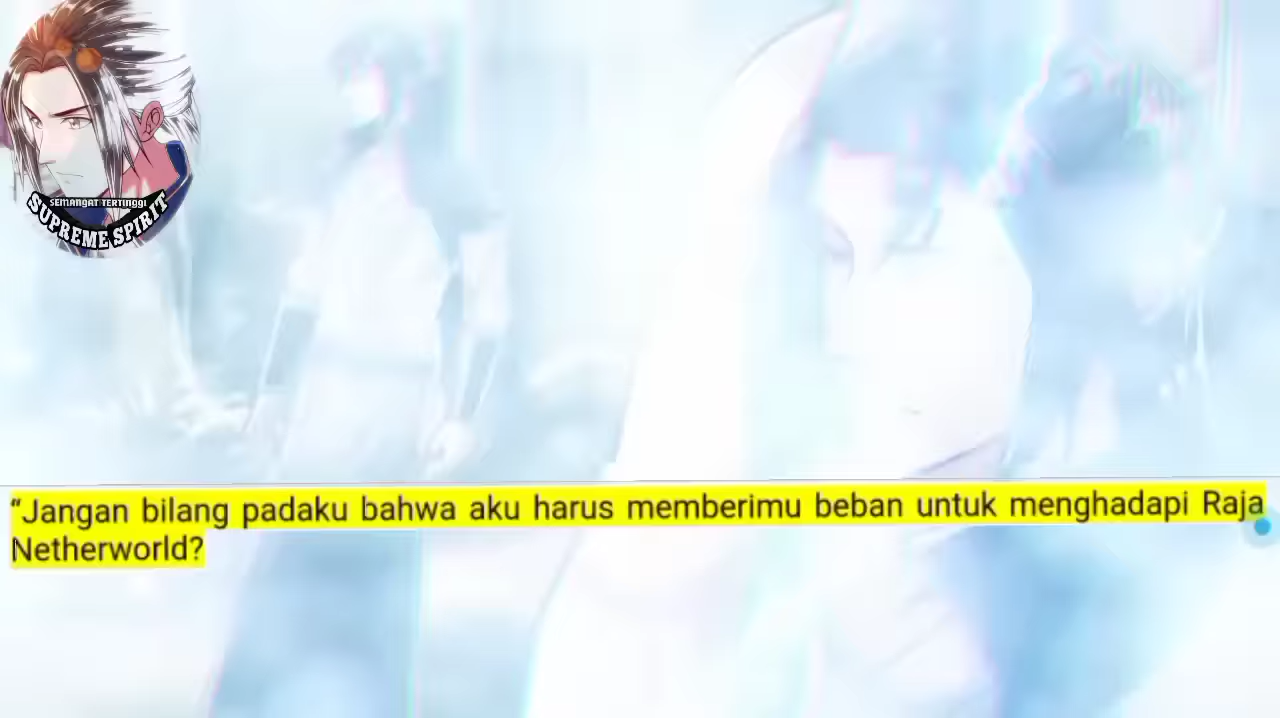 SEMANGAT TERTINGGI
SUPREME SPIRIT
“Jangan bilang padaku bahwa aku harus memberimu beban untuk menghadapi Raja
Netherworld?